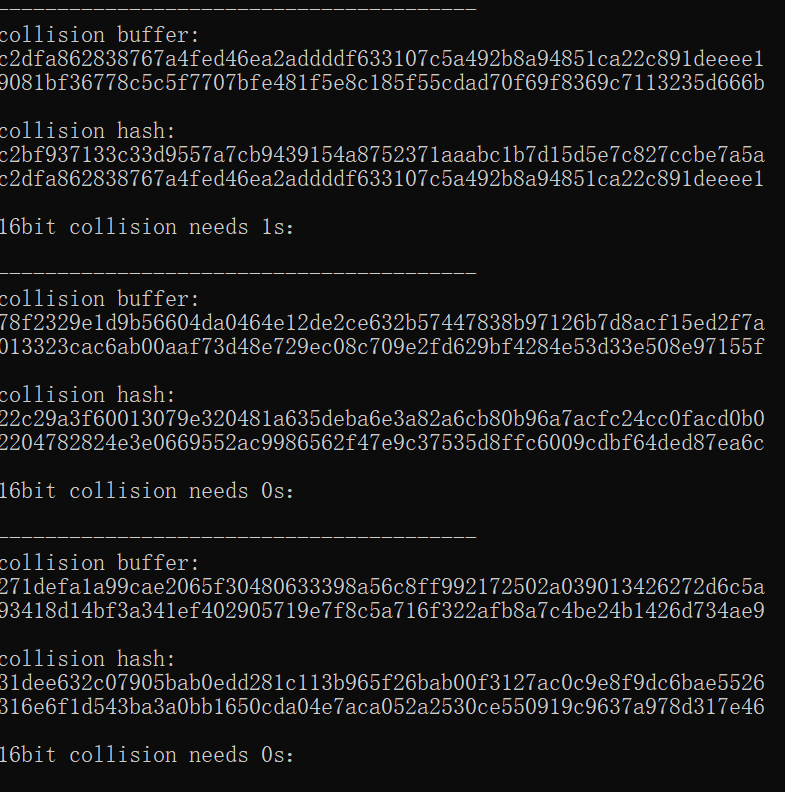 -----------------------------------------
collision buffer:
c2dfa862838767a4fed46ea2addddf633107c5a492b8a94851ca22c891deeee1
9081bf36778c5c5f7707bfe481f5e8c185f55cdad70f69f8369c7113235d666b
collision hash:
c2bf937133c33d9557a7cb9439154a8752371aaabc1b7d15d5e7c827ccbe7a5a
c2dfa862838767a4fed46ea2addddf633107c5a492b8a94851ca22c891deeee1
16bit collision needs 1s:
-----------------------------------------
collision buffer:
78f2329e1d9b56604da0464e12de2ce632b57447838b97126b7d8acf15ed2f7a
013323cac6ab00aaf73d48e729ec08c709e2fd629bf4284e53d33e508e97155f
collision hash:
22c29a3f60013079e320481a635deba6e3a82a6cb80b96a7acfc24cc0facd0b0
2204782824e3e0669552ac9986562f47e9c37535d8ffc6009cdbf64ded87ea6c
16bit collision needs 0s:
-----------------------------------------
collision buffer:
271defa1a99cae2065f30480633398a56c8ff992172502a039013426272d6c5a
93418d14bf3a341ef402905719e7f8c5a716f322afb8a7c4be24b1426d734ae9
collision hash:
31dee632c07905bab0edd281c113b965f26bab00f3127ac0c9e8f9dc6bae5526
316e6f1d543ba3a0bb1650cda04e7aca052a2530ce550919c9637a978d317e46
16bit collision needs 0s: